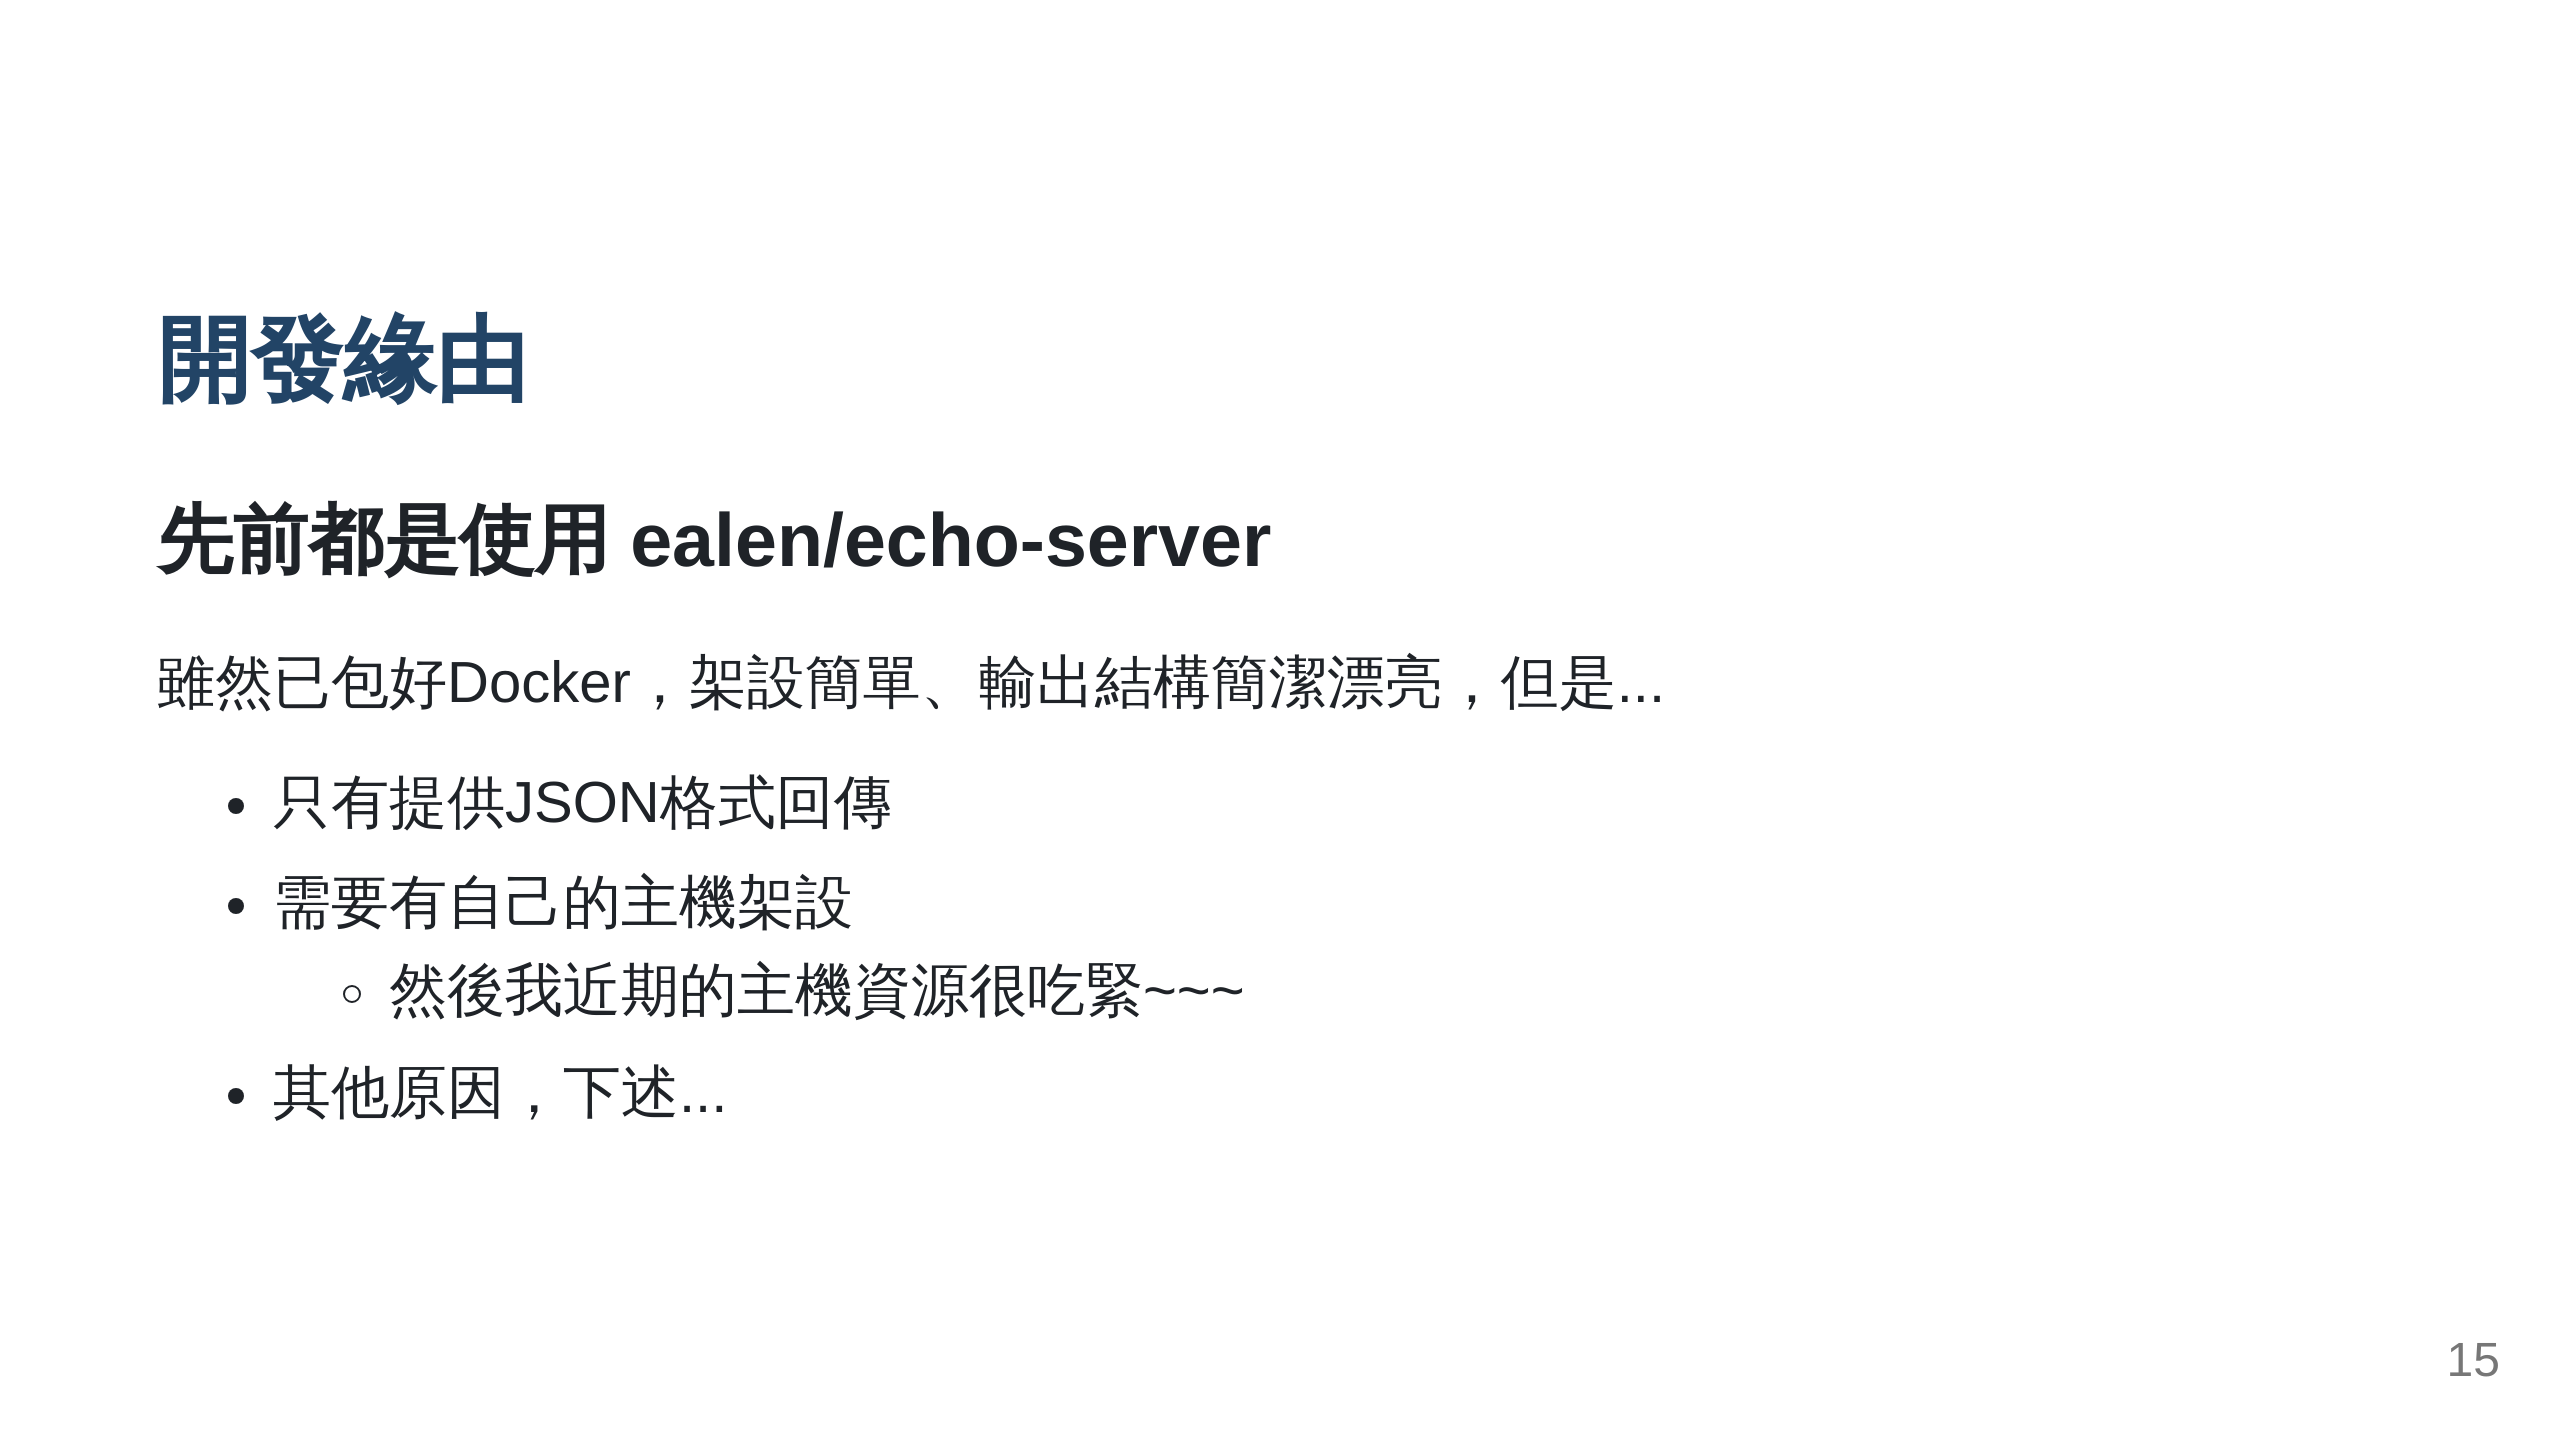 開發緣由
先前都是使用 ealen/echo-server
雖然已包好Docker，架設簡單、輸出結構簡潔漂亮，但是...
• 只有提供JSON格式回傳
• 需要有自己的主機架設
◦ 然後我近期的主機資源很吃緊~~~
• 其他原因，下述...
15